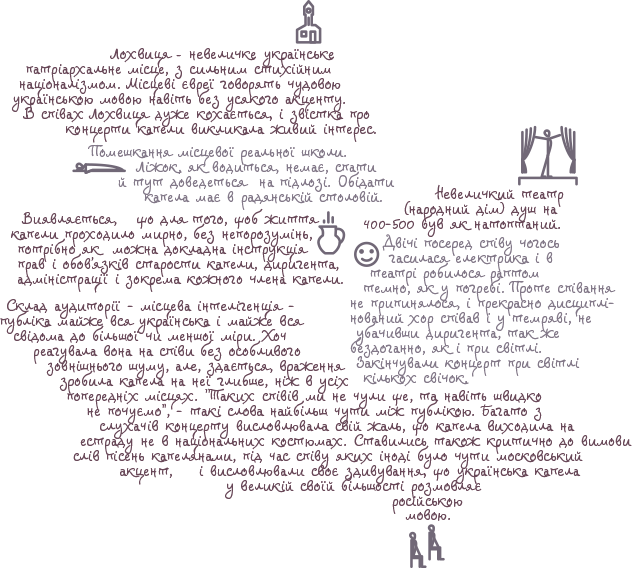 Лохвиця - невеличке українське
патріархальне місце, з сильним стихійним
націоналізмом. Місцеві євреї говорять чудовою
українською мовою навіть без усякого акценту.
В співах Лохвиця дуже кохається, і звістка про
концерти капели викликала живий інтерес.
Помешкання місцевої реальної школи.
Ліжок, як водиться, немає, спати
й тут доведеться на підлозі. Обідати
капела має в радянській столовій.
Виявляється, що для того, щоб життя
капели проходило мирно, без непорозумінь,
потрібно як можна докладна інструкція
прав і обов'язків старости капели, диригента,
адміністрації і зокрема кожного члена капели.
Невеличкий театр
(народний дім) душ на
400-500 був як натоптаний.
Двічі посеред співу чогось
гасилася електрика і в
театрі робилося раптом
темно, як у погребі. Проте співання
не припинялося, і прекрасно дисциплі-
нований хор співав і у темряві, не
убачивши диригента, так же
бездоганно, як і при світлі.
Закінчували концерт при світлі
кількох свічок.
Склад аудиторії - місцева інтелігенція -
публіка майже вся українська і майже вся
свідома до більшої чи меншої міри. Хоч
реагувала вона на співи без особливого
зовнішнього шуму, але, здається, враження
зробила капела на неї глибше, ніж в усіх
попередніх місцях. "Таких співів ми не чули ще, та навіть швидко
не почуємо", - такі слова найбільш чути між публікою. Багато з
слухачів концерту висловлювала свій жаль, що капела виходила на
естраду не в національних костюмах. Ставились також критично до вимови
слів пісень капелянами, під час співу яких іноді було чути московський
акцент, і висловлювали своє здивування, що українська капела
у великій своїй більшості розмовляє
російською
мовою.